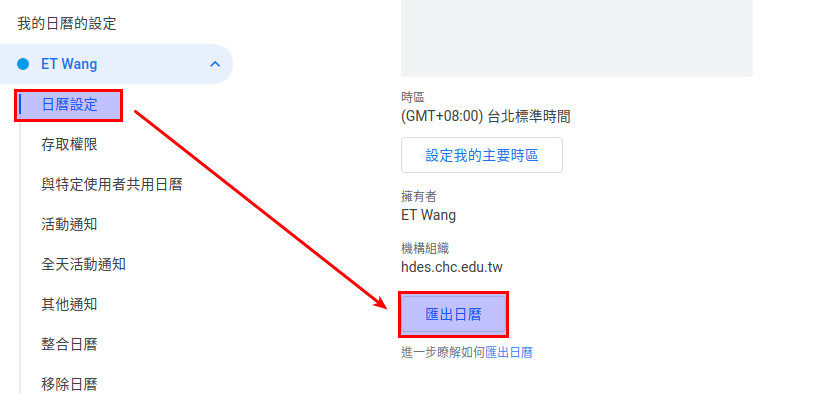 我的日曆的設定
ET Wang
日曆設定
存取權限
與特定使用者共用日曆
活動通知
全天活動通知
其他通知
整合日曆
移除日曆
時區
(GMT+08:00) 台北標準時間
設定我的主要時區
擁有者
ET Wang
機構組織
hdes.chc.edu.tw
匯出日曆
進一步瞭解如何匯出日曆